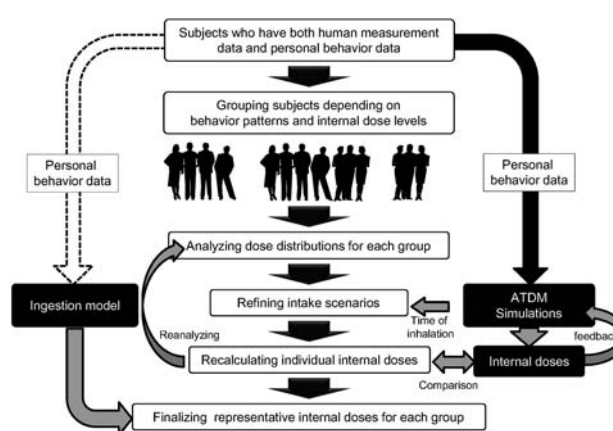 Subjects who have both human measurement
data and personal behavior data
Grouping subjects depending on
behavior patterns and internal dose levels
Personal
behavior data
Personal
behavior data
Analyzing dose distributions for each group
Ingestion model
Refining intake scenarios
Time of
inhalation
ATDM
Simulations
feedback
Reanalyzing
Recalculating individual internal doses
Comparison
Internal doses
Finalizing representative internal doses for each group